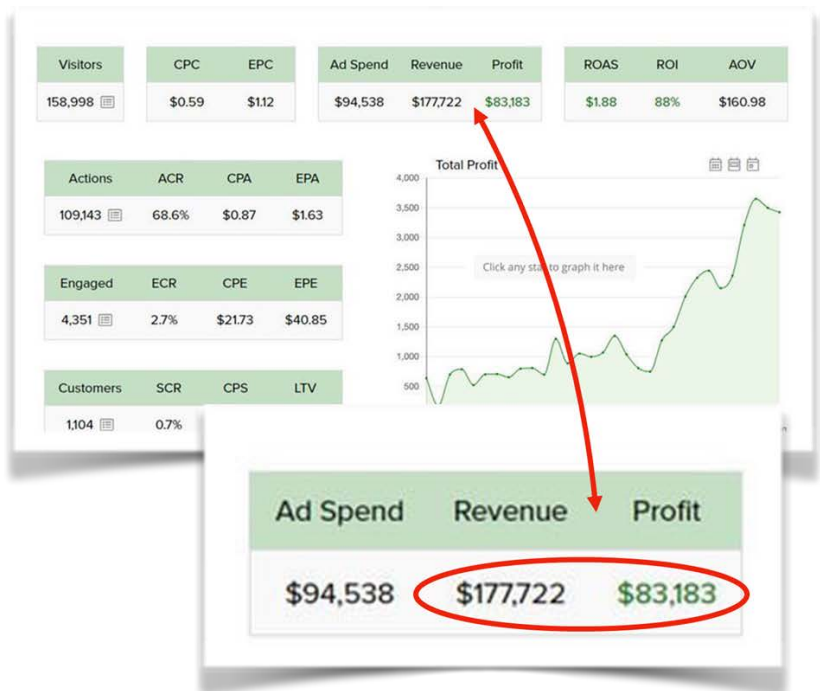 Visitors CPC EPC Ad Spend Revenue Profit ROAS ROI AOV
158,998 $0.59 $1.12 $94,538 $177,722 $83,183 $1.88 88% $160.98
Total Profit
Actions ACR CPA EPA
109,143 68.6% $0.87 $1.63
Engaged ECR CPE EPE
4,351 2.7% $21.73 $40.85
Customers SCR CPS LTV
1,104 0.7%
4,000
3,500
3,000
2,500
2,000
1,500
1,000
500
Click any to graph it here
Ad Spend Revenue Profit
$94,538 $177,722 $83,183